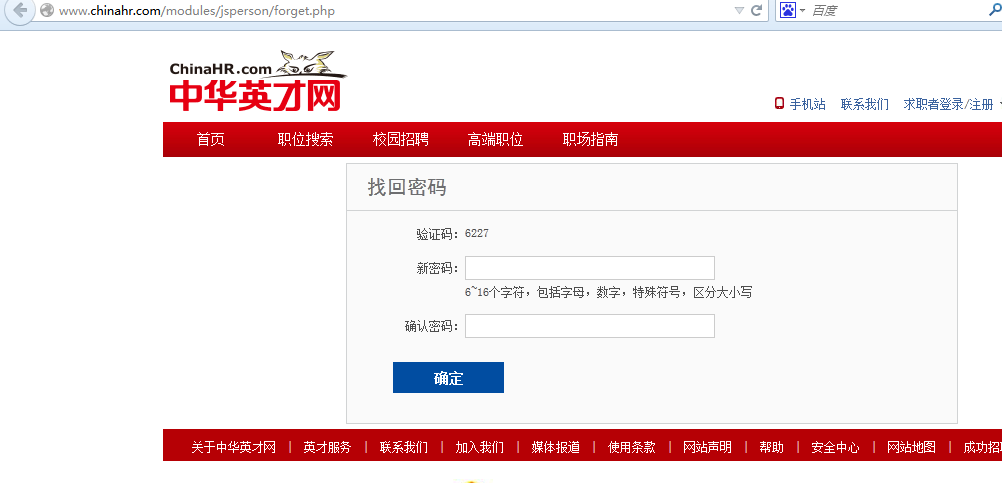 www.chinahr.com/modules/jsperson/forget.php
百度
ChinaHR.com
中华英才网
手机站 联系我们 求职者登录/注册
首页 职位搜索 校园招聘 高端职位 职场指南
找回密码
验证码：6227
新密码：
6~16个字符，包括字母，数字，特殊符号，区分大小写
确认密码：
确定
关于中华英才网 | 英才服务 | 联系我们 | 加入我们 | 媒体报道 | 使用条款 | 网站声明 | 帮助 | 安全中心 | 网站地图 | 成功招